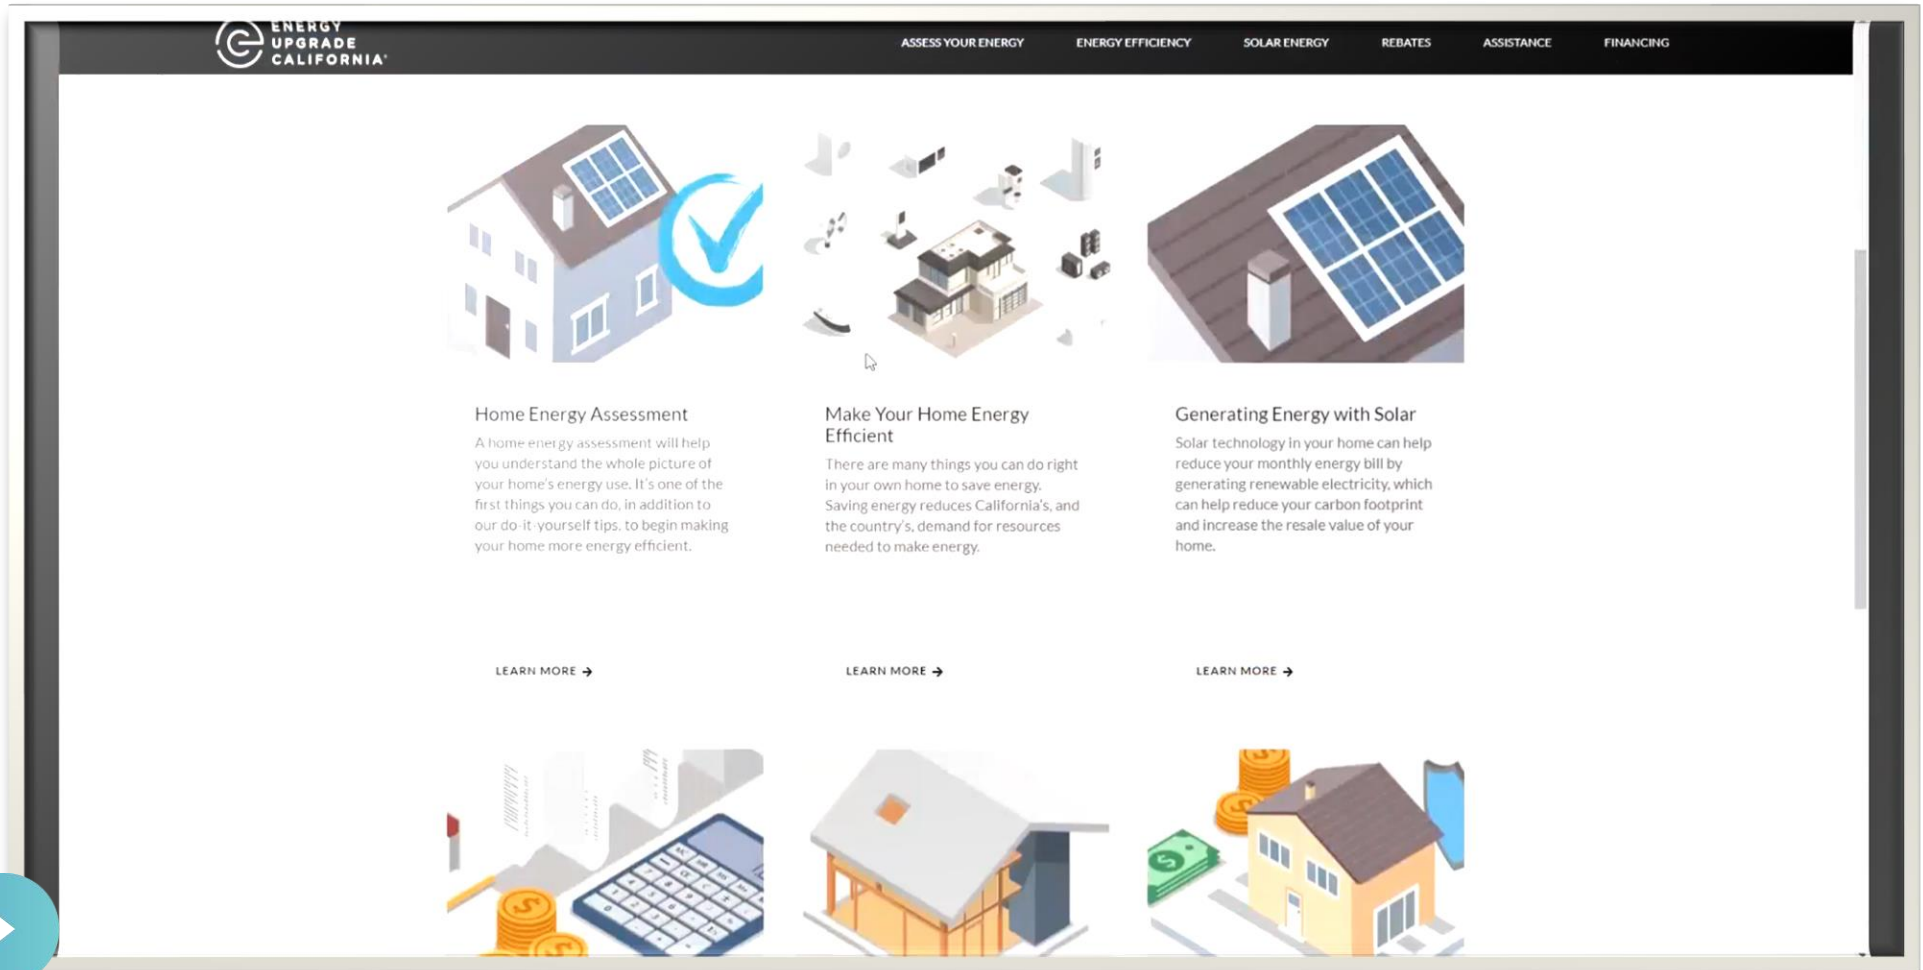 ENERGY
UPGRADE
CALIFORNIA
ASSESS YOUR ENERGY
ENERGY EFFICIENCY
SOLAR ENERGY
REBATES
ASSISTANCE
FINANCING
Home Energy Assessment
A home energy assessment will help
you understand the whole picture of
your home's energy use. It's one of the
first things you can do, in addition to
our do-it-yourself tips, to begin making
your home more energy efficient.
LEARN MORE →
Make Your Home Energy
Efficient
There are many things you can do right
in your own home to save energy.
Saving energy reduces California's, and
the country's, demand for resources
needed to make energy.
LEARN MORE →
Generating Energy with Solar
Solar technology in your home can help
reduce your monthly energy bill by
generating renewable electricity, which
can help reduce your carbon footprint
and increase the resale value of your
home.
LEARN MORE →